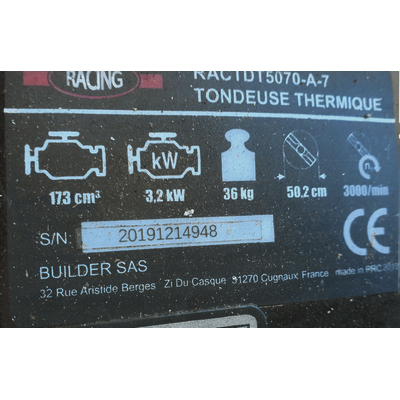 RACING
RACTDT5070-A-7
TONDEUSE THERMIQUE
kW
173 cm³ 3,2 kW 36 kg 50.2 cm 3000/min
S/N 20191214948
CE
BUILDER SAS
32 Rue Aristide Berges Zi Du Casque 31270 Cugnaux, France made in PRC